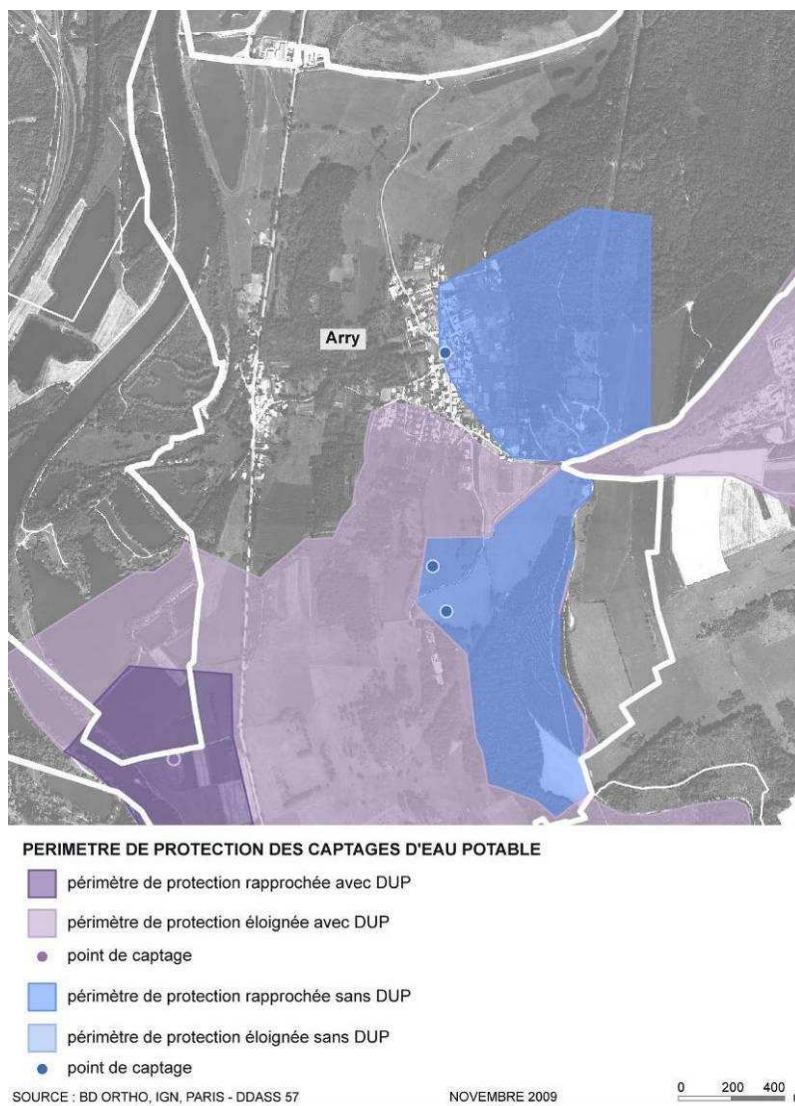 Arry
PERIMETRE DE PROTECTION DES CAPTAGES D'EAU POTABLE
périmètre de protection rapprochée avec DUP
périmètre de protection éloignée avec DUP
point de captage
périmètre de protection rapprochée sans DUP
périmètre de protection éloignée sans DUP
point de captage
SOURCE : BD ORTHO, IGN, PARIS - DDASS 57 NOVEMBRE 2009 0 200 400